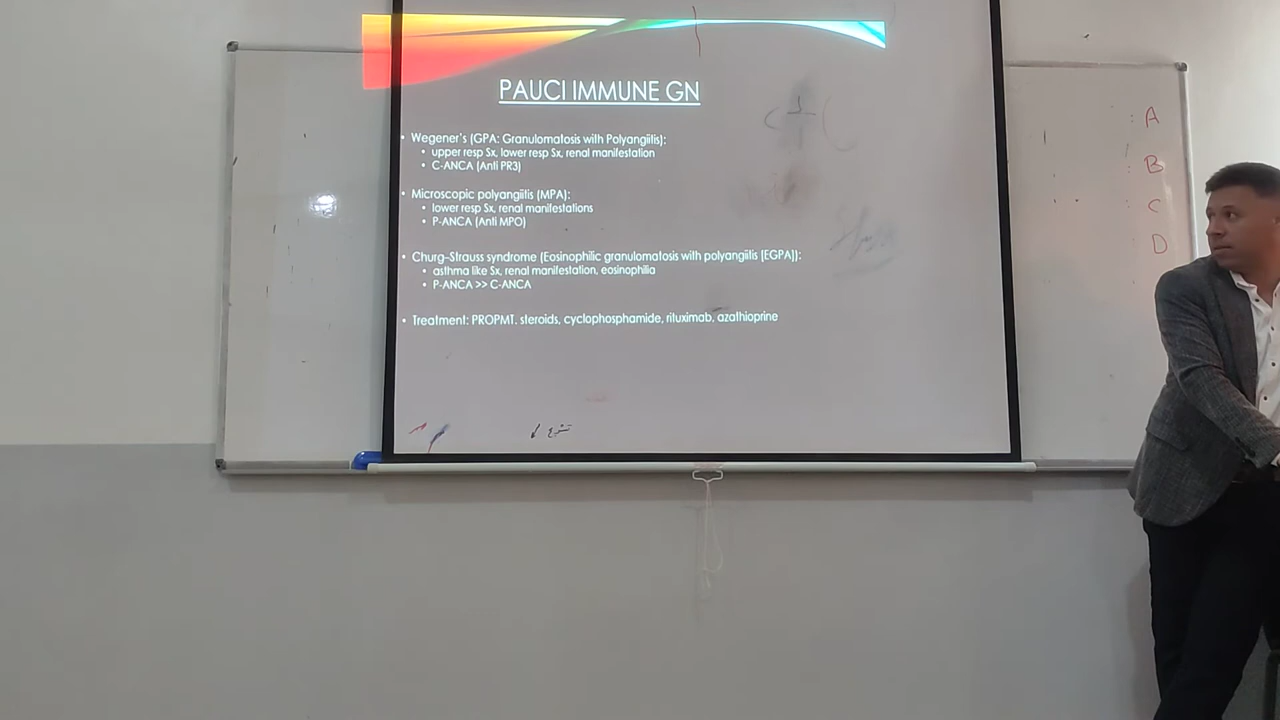 PAUCI IMMUNE GN
• Wegener's (GPA: Granulomatosis with Polyangiitis):
• upper resp Sx, lower resp Sx, renal manifestation
• C-ANCA (Anti PR3)
• Microscopic polyangiitis (MPA):
• lower resp Sx, renal manifestations
• P-ANCA (Anti MPO)
• Churg-Strauss syndrome (Eosinophilic granulomatosis with polyangiitis [EGPA]):
• asthma like Sx, renal manifestation, eosinophilia
• P-ANCA >> C-ANCA
• Treatment: PROPMT, steroids, cyclophosphamide, rituximab, azathioprine
: A
: B
: C
: D